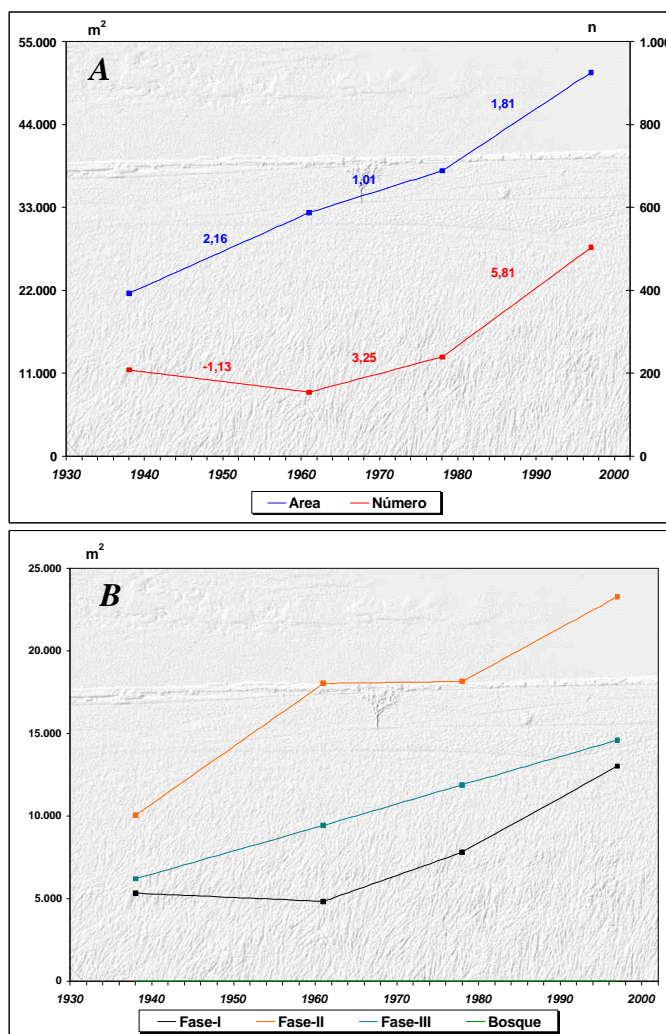 m² n
55.000 1.000
A
1,81
44.000 800
1,01
33.000 600
2,16
5,81
22.000 400
-1,13 3,25
11.000 200
0 0
1930 1940 1950 1960 1970 1980 1990 2000
Area Número
m²
25.000
B
20.000
15.000
10.000
5.000
0
1930 1940 1950 1960 1970 1980 1990 2000
Fase-I Fase-II Fase-III Bosque